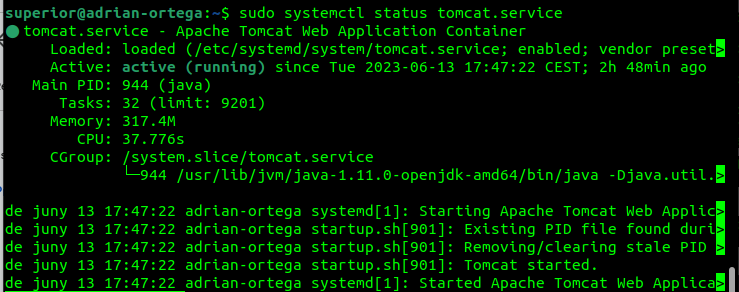 superior@adrian-ortega:~$ sudo systemctl status tomcat.service
● tomcat.service - Apache Tomcat Web Application Container
Loaded: loaded (/etc/systemd/system/tomcat.service; enabled; vendor preset>
Active: active (running) since Tue 2023-06-13 17:47:22 CEST; 2h 48min ago
Main PID: 944 (java)
Tasks: 32 (limit: 9201)
Memory: 317.4M
CPU: 37.776s
CGroup: /system.slice/tomcat.service
└─944 /usr/lib/jvm/java-1.11.0-openjdk-amd64/bin/java -Djava.util.>
de juny 13 17:47:22 adrian-ortega systemd[1]: Starting Apache Tomcat Web Applic>
de juny 13 17:47:22 adrian-ortega startup.sh[901]: Existing PID file found duri>
de juny 13 17:47:22 adrian-ortega startup.sh[901]: Removing/clearing stale PID >
de juny 13 17:47:22 adrian-ortega startup.sh[901]: Tomcat started.
de juny 13 17:47:22 adrian-ortega systemd[1]: Started Apache Tomcat Web Applica>